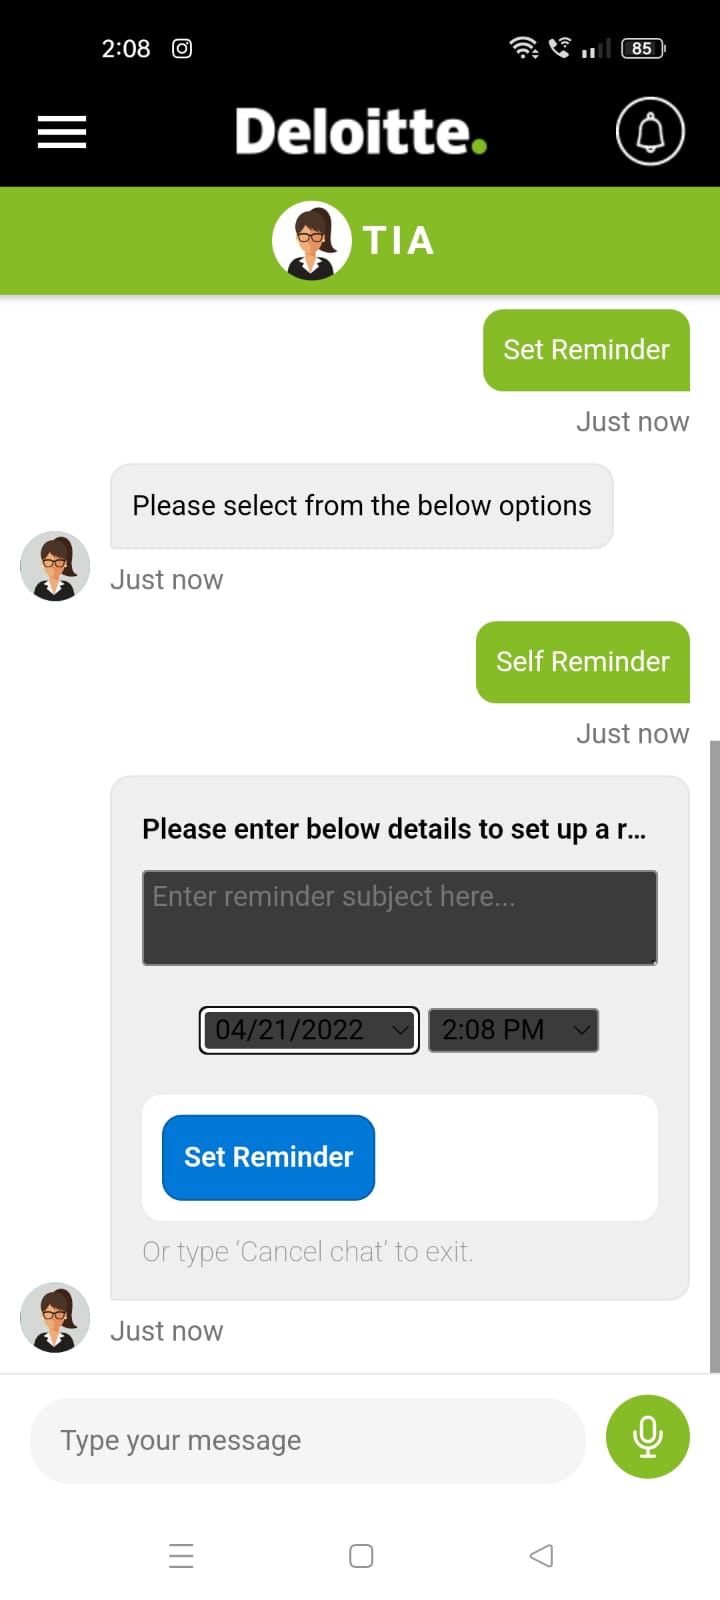 2:08
85
Deloitte.
TIA
Set Reminder
Just now
Please select from the below options
Just now
Self Reminder
Just now
Please enter below details to set up a r...
Enter reminder subject here...
04/21/2022 2:08 PM
Set Reminder
Or type 'Cancel chat' to exit.
Just now
Type your message